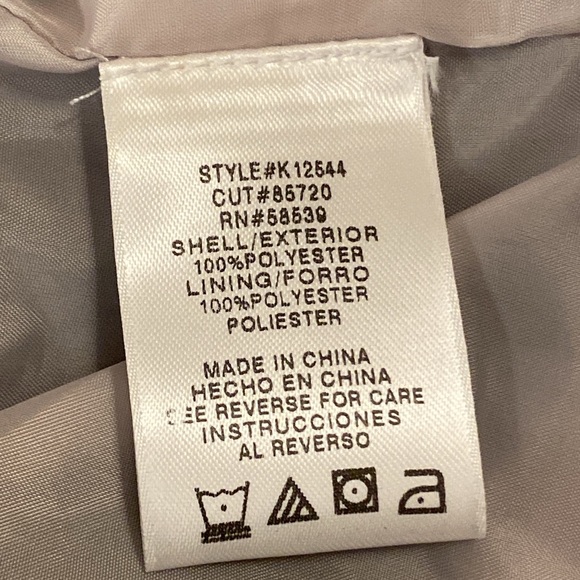 STYLE#K12544
CUT#85720
RN#58539
SHELL/EXTERIOR
100%POLYESTER
LINING/FORRO
100%POLYESTER
POLIESTER
MADE IN CHINA
HECHO EN CHINA
SEE REVERSE FOR CARE
INSTRUCCIONES
AL REVERSO